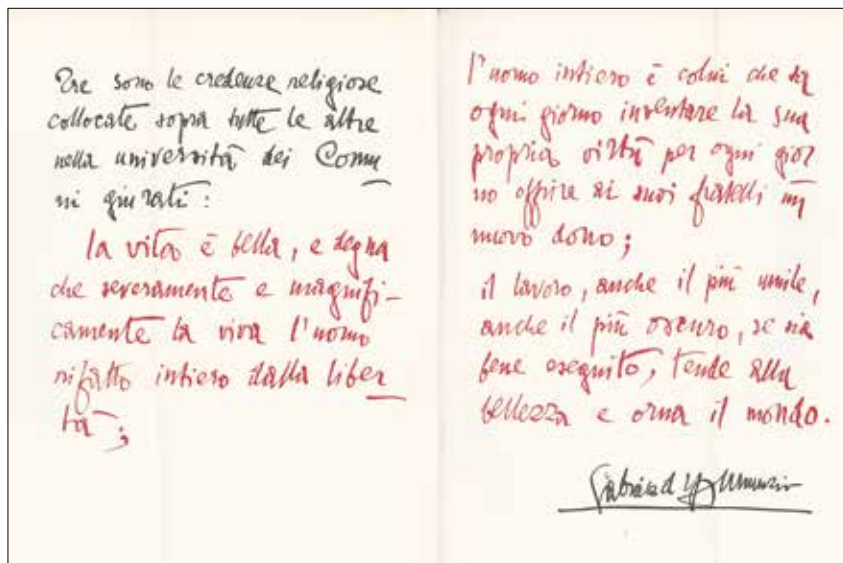 Tre sono le credenze religiose
collocate sopra tutte le altre
nella università dei Comu
ni giurati:
la vita è bella, e degna
che severamente e magnifi-
camente la viva l'uomo
rifatto intiero dalla liber
tà;
l'uomo intiero è colui che sa
ogni giorno inventare la sua
propria virtù per ogni gior
no offrire ai suoi fratelli un
nuovo dono;
il lavoro, anche il più umile,
anche il più oscuro, se sia
bene eseguito, tende alla
bellezza e orna il mondo.
Gabriele d'Annunzio